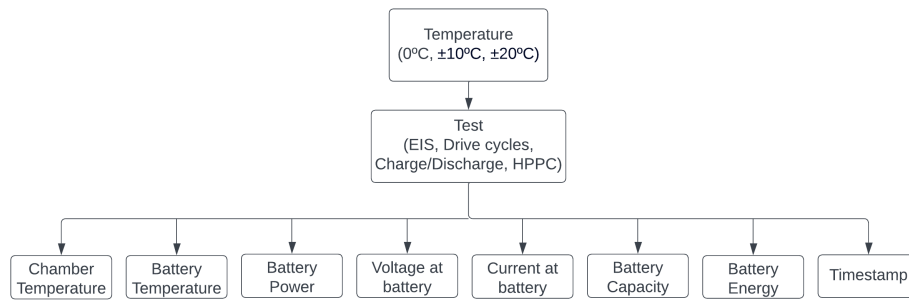 Temperature
(0ºC, ±10ºC, ±20ºC)
Test
(EIS, Drive cycles,
Charge/Discharge, HPPC)
Chamber
Temperature
Battery
Temperature
Battery
Power
Voltage at
battery
Current at
battery
Battery
Capacity
Battery
Energy
Timestamp